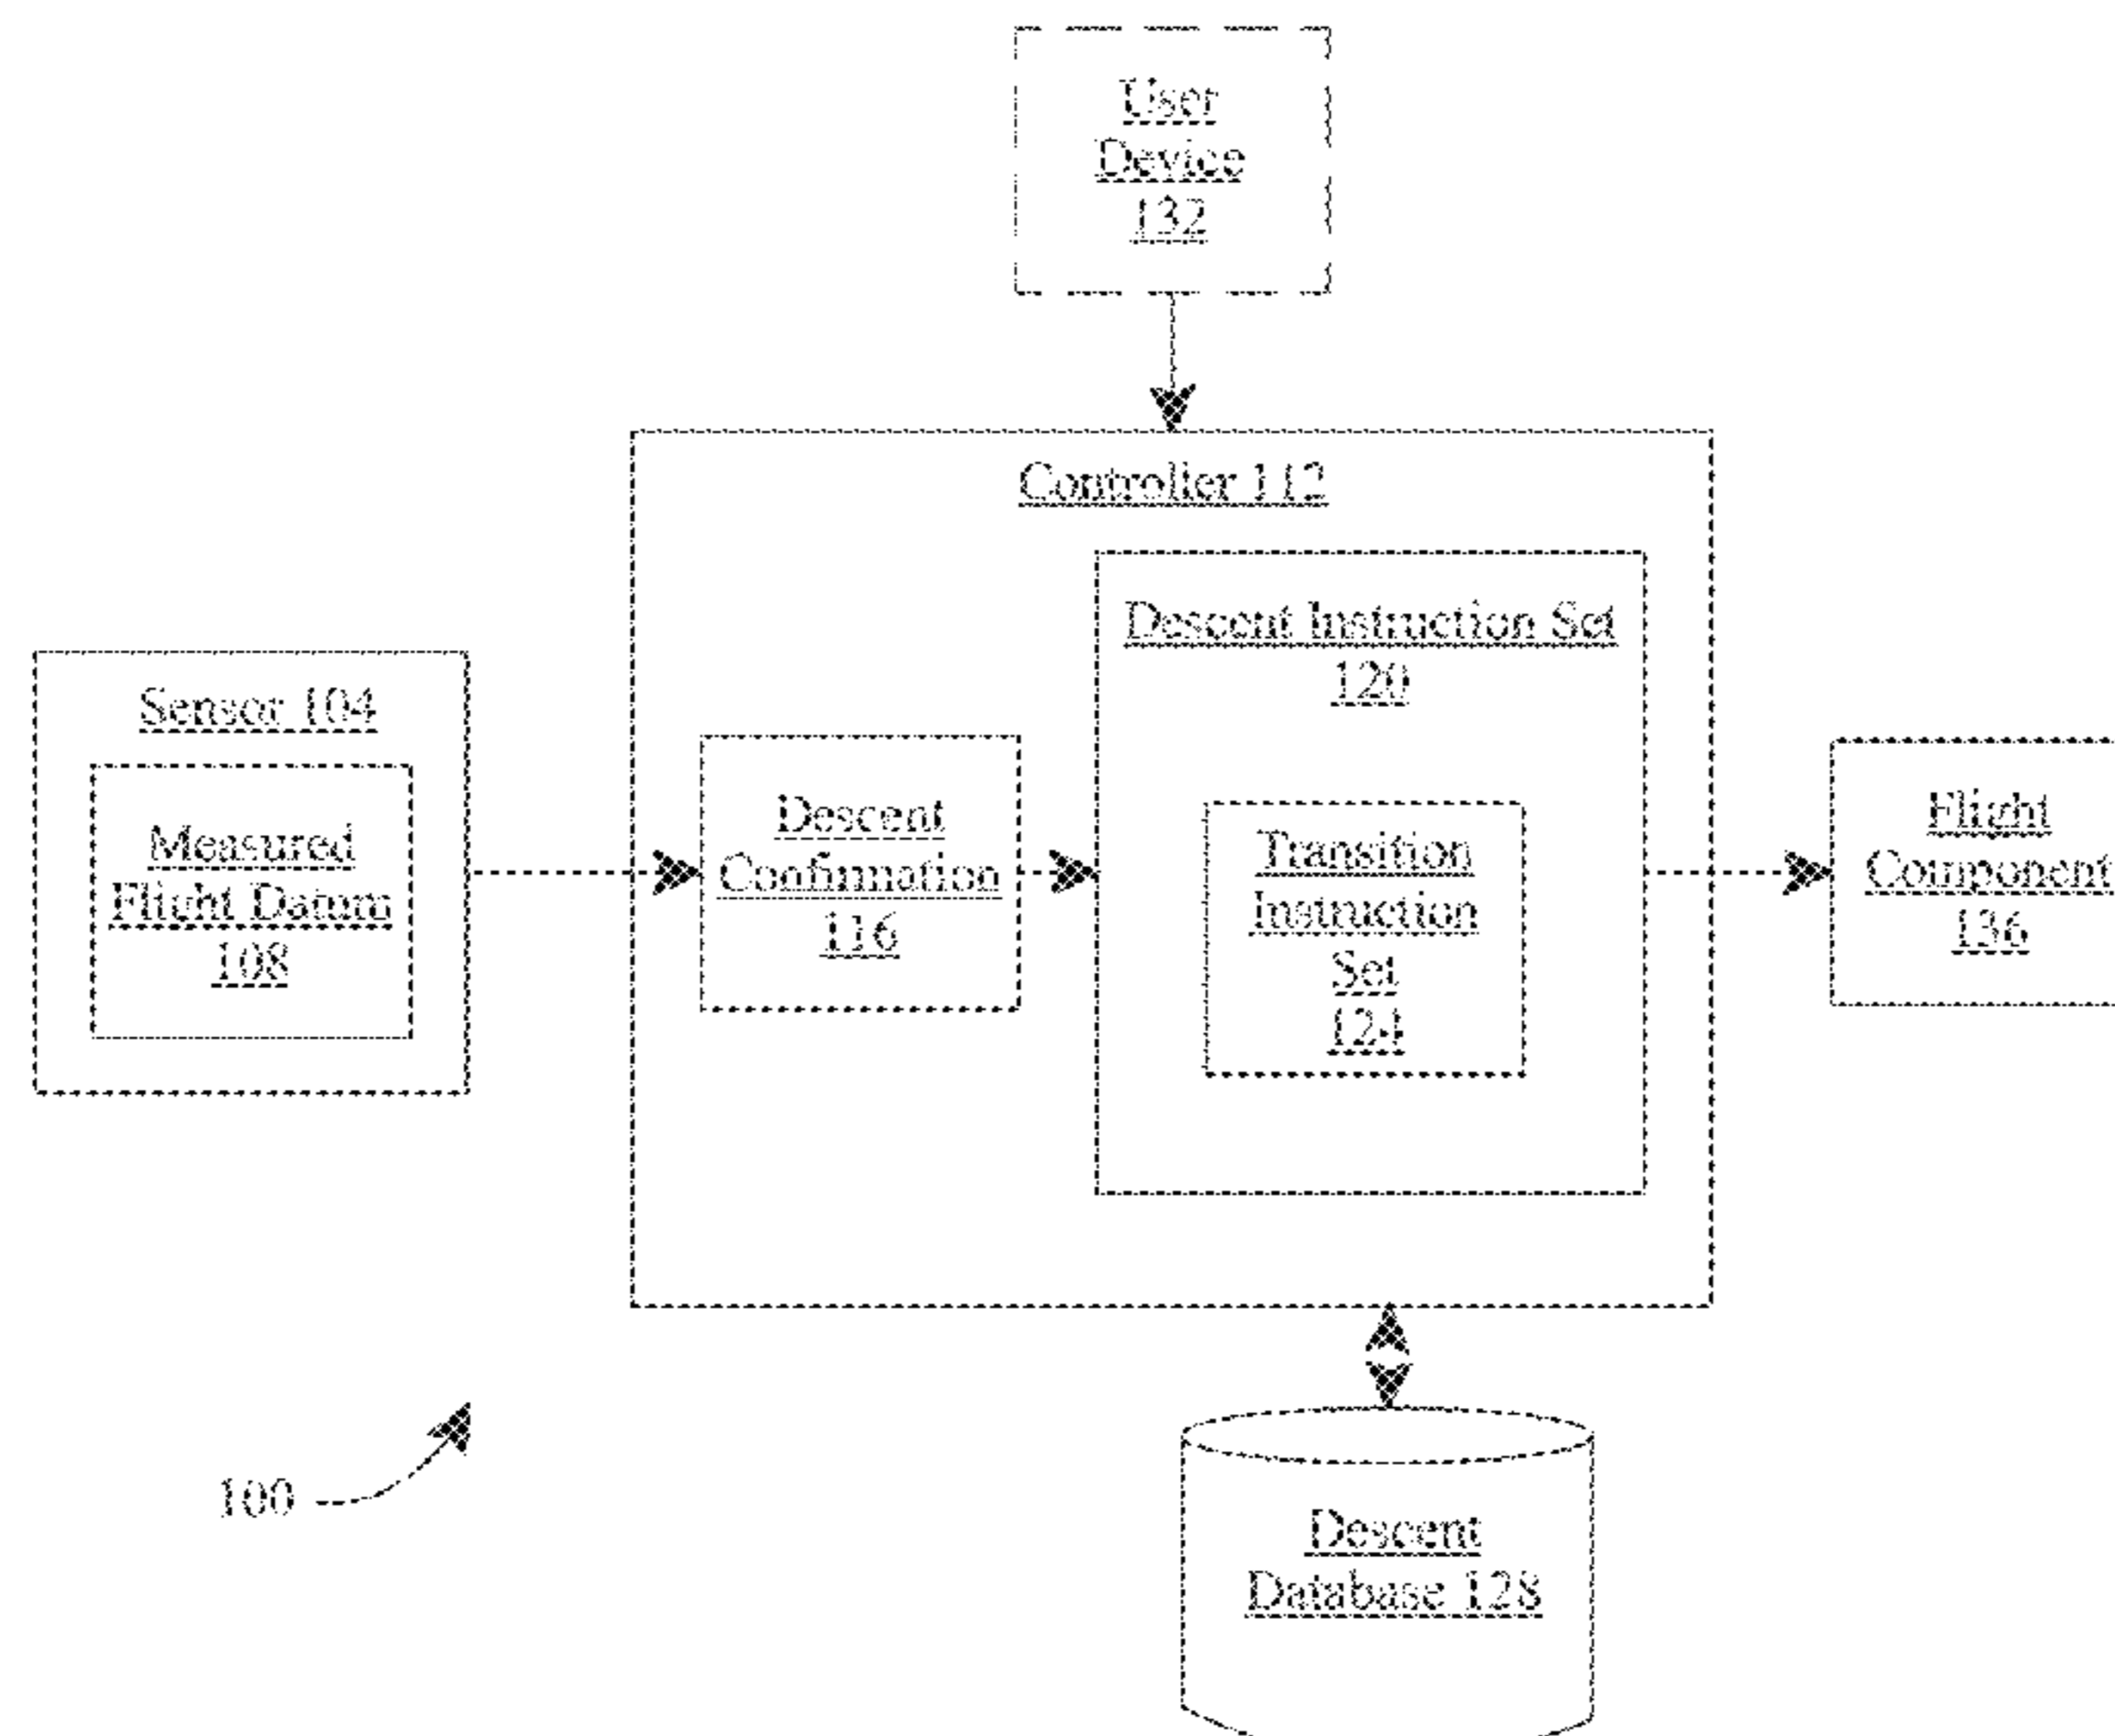 User
Device
132
Controller 112
Descent Instruction Set
120
Sensor 104
Measured
Flight Datum
108
Descent
Confirmation
116
Transition
Instruction
Set
124
Flight
Component
136
100
Descent
Database 128